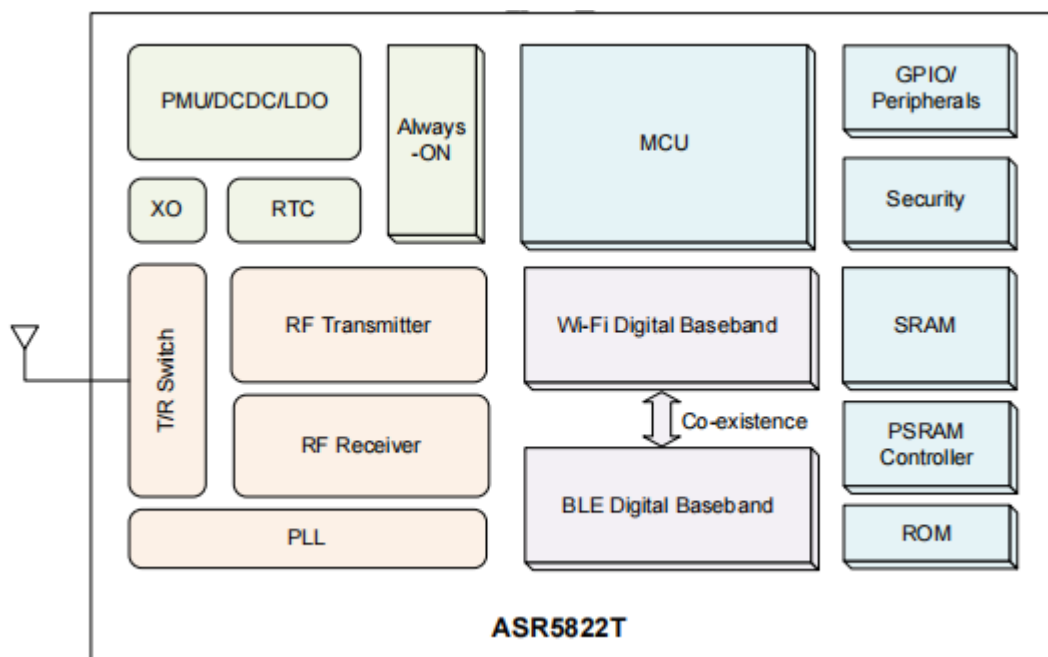 PMU/DCDC/LDO
Always
-ON
MCU
GPIO/
Peripherals
XO
RTC
Security
T/R Switch
RF Transmitter
Wi-Fi Digital Baseband
SRAM
Co-existence
RF Receiver
PSRAM
Controller
BLE Digital Baseband
PLL
ROM
ASR5822T